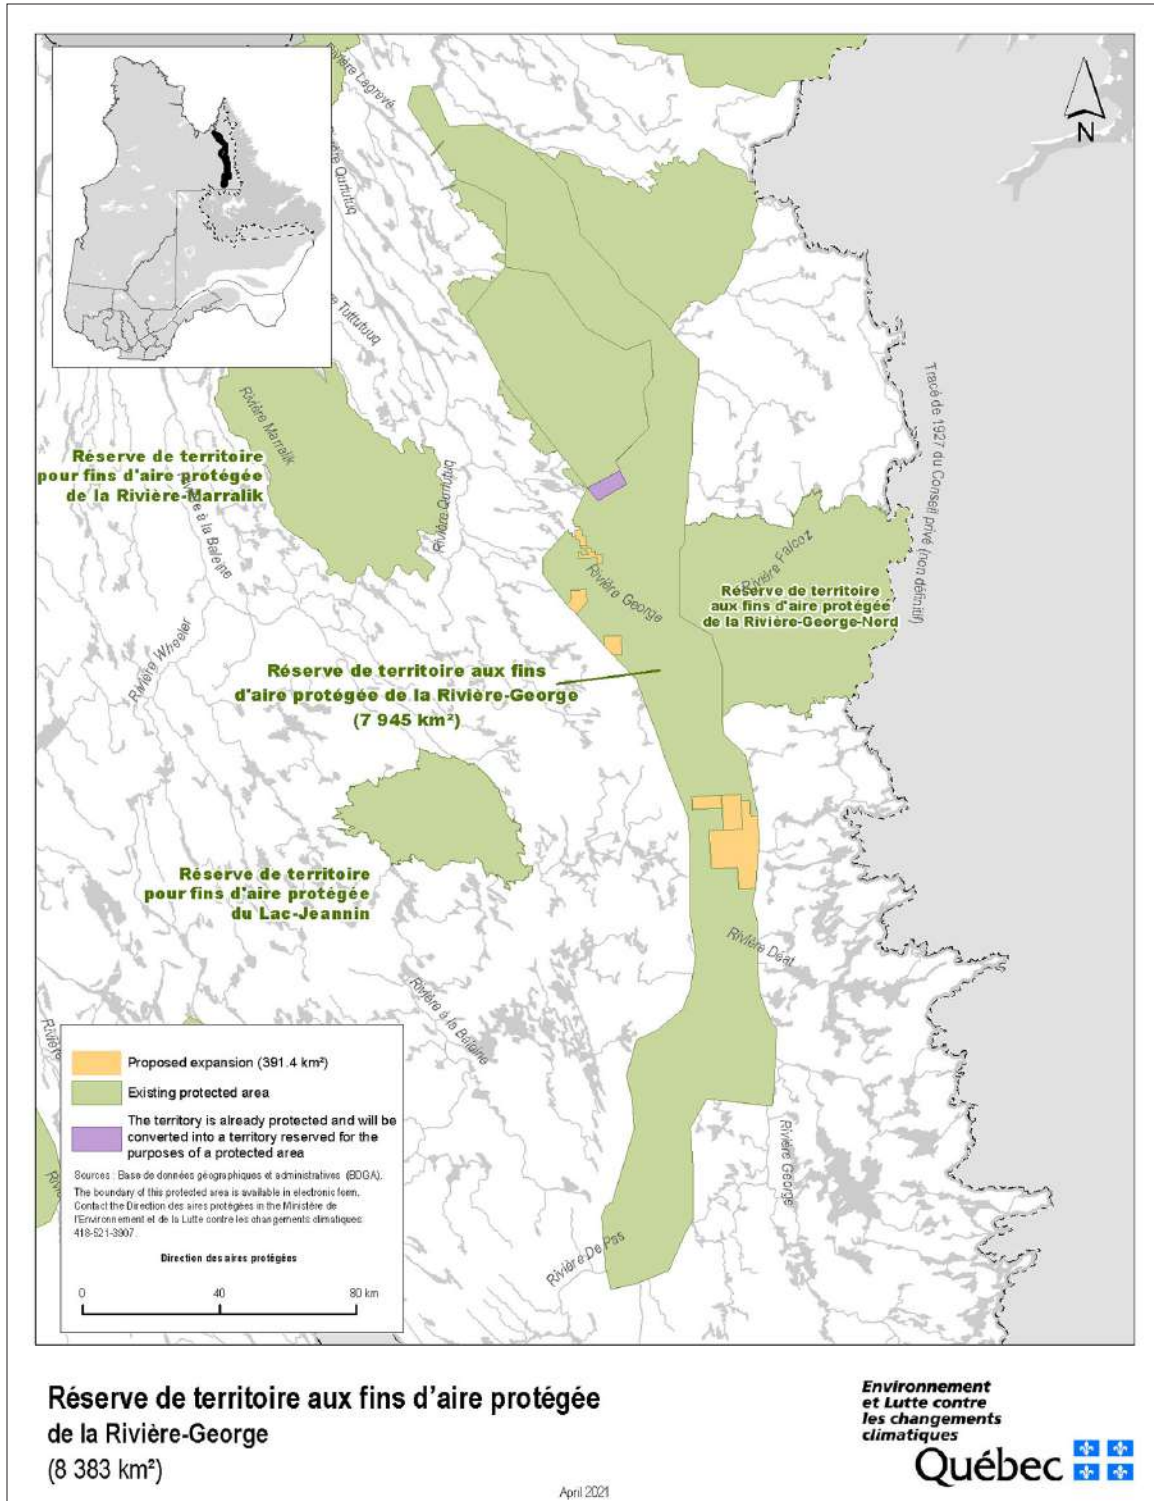 Rivière Lagrevé
Rivière Qurlutuq
Tuttutuuq
N
Rivière Marralik
Réserve de territoire
pour fins d'aire protégée
de la Rivière-Marralik
Rivière à la Baleine
Rivière Qurlutuq
Tracé de 1927 du Conseil privé (non définitif)
Rivière Falcoz
Rivière George
Réserve de territoire
aux fins d'aire protégée
de la Rivière-George-Nord
Rivière Wheeler
Réserve de territoire aux fins
d'aire protégée de la Rivière-George
(7 945 km²)
Réserve de territoire
pour fins d'aire protégée
du Lac-Jeannin
Rivière Déat
Rivière à la Baleine
Rivière
Rivière George
Rivière De Pas
Proposed expansion (391.4 km²)
Existing protected area
The territory is already protected and will be
converted into a territory reserved for the
purposes of a protected area
Sources : Base de données géographiques et administratives (BDGA).
The boundary of this protected area is available in electronic form.
Contact the Direction des aires protégées in the Ministère de
l'Environnement et de la Lutte contre les changements climatiques:
418-521-3907.
Direction des aires protégées
0 40 80 km
Réserve de territoire aux fins d'aire protégée
de la Rivière-George
(8 383 km²)
Environnement
et Lutte contre
les changements
climatiques
Québec
April 2021